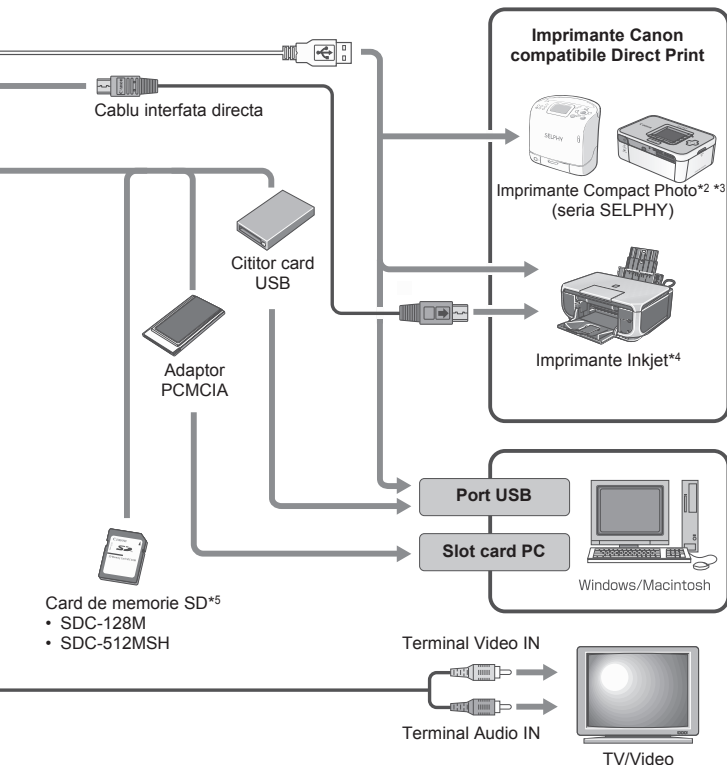 Imprimante Canon
compatibile Direct Print
Cablu interfata directa
SELPHY
Imprimante Compact Photo*2 *3
(seria SELPHY)
Cititor card
USB
Adaptor
PCMCIA
Imprimante Inkjet*4
Port USB
Slot card PC
Windows/Macintosh
Card de memorie SD*5
• SDC-128M
• SDC-512MSH
Terminal Video IN
Terminal Audio IN
TV/Video